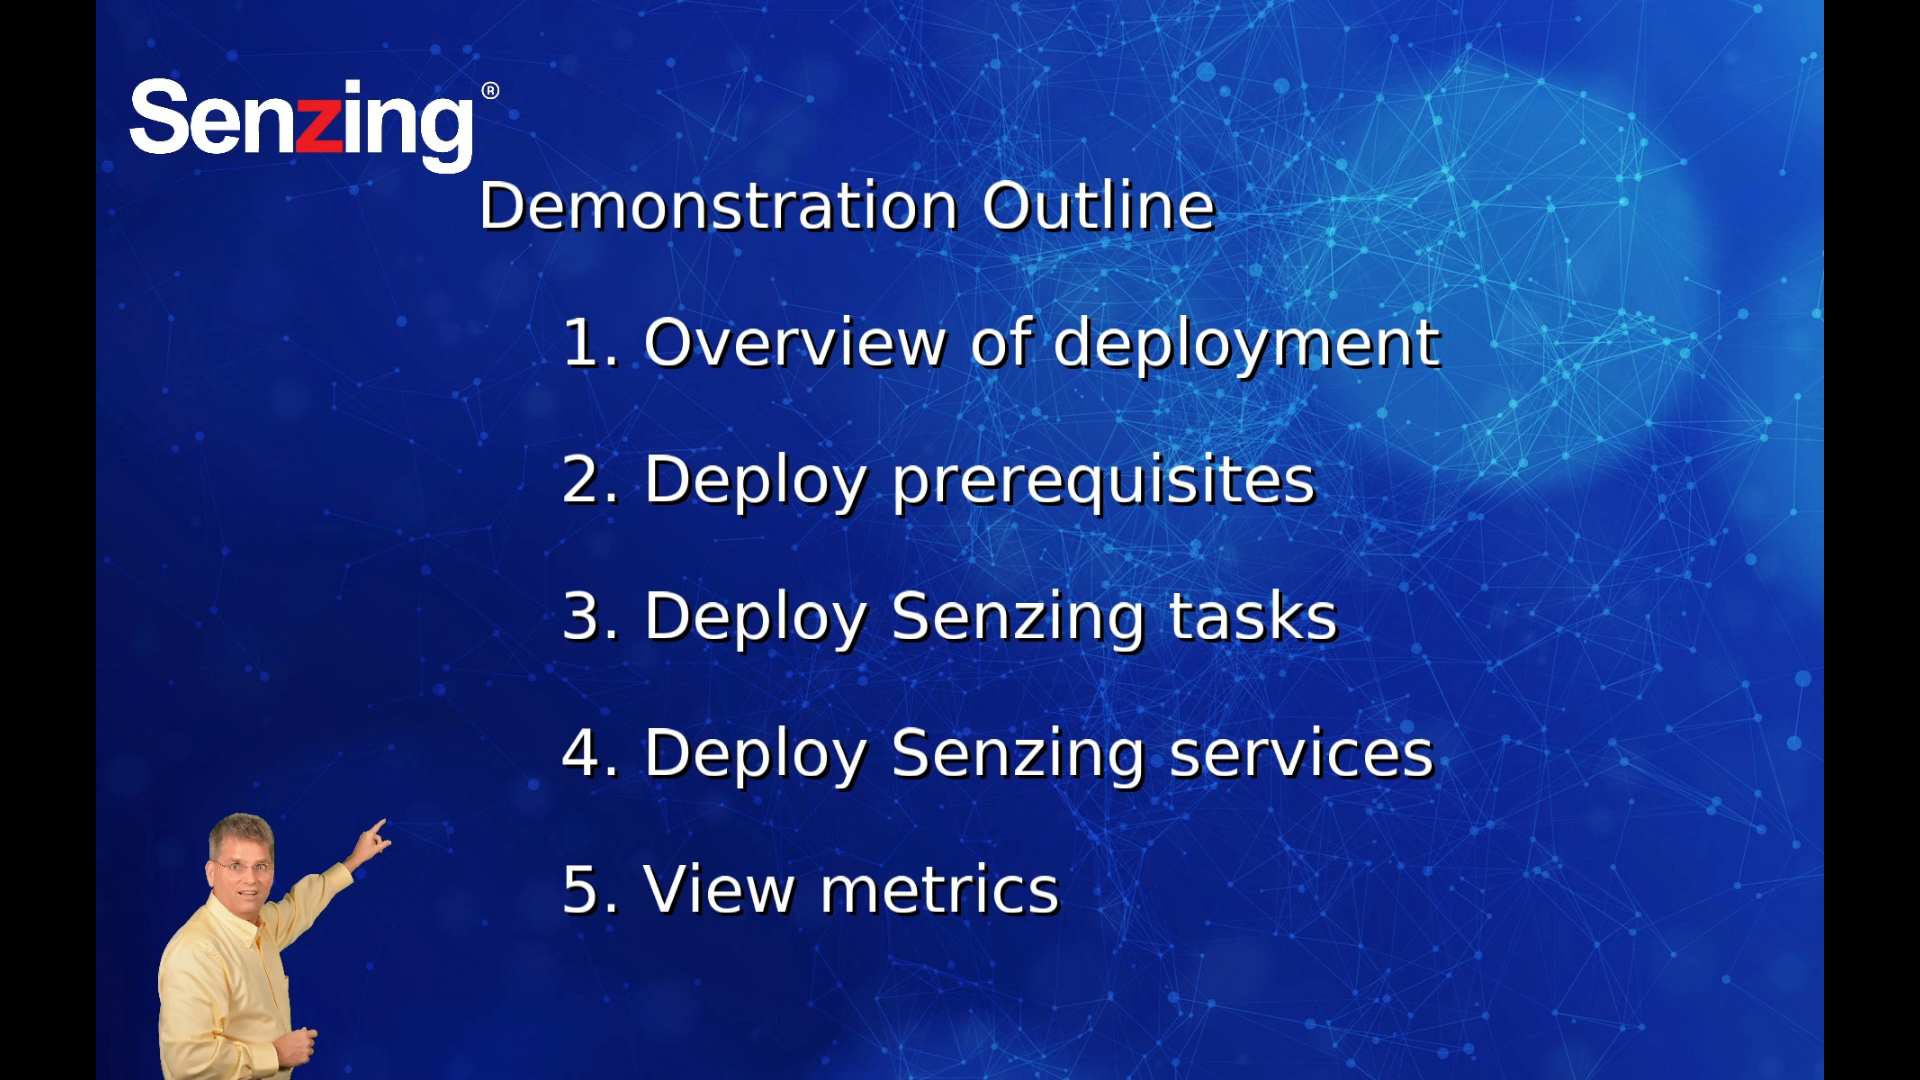 Senzing®
Demonstration Outline
1. Overview of deployment
2. Deploy prerequisites
3. Deploy Senzing tasks
4. Deploy Senzing services
5. View metrics